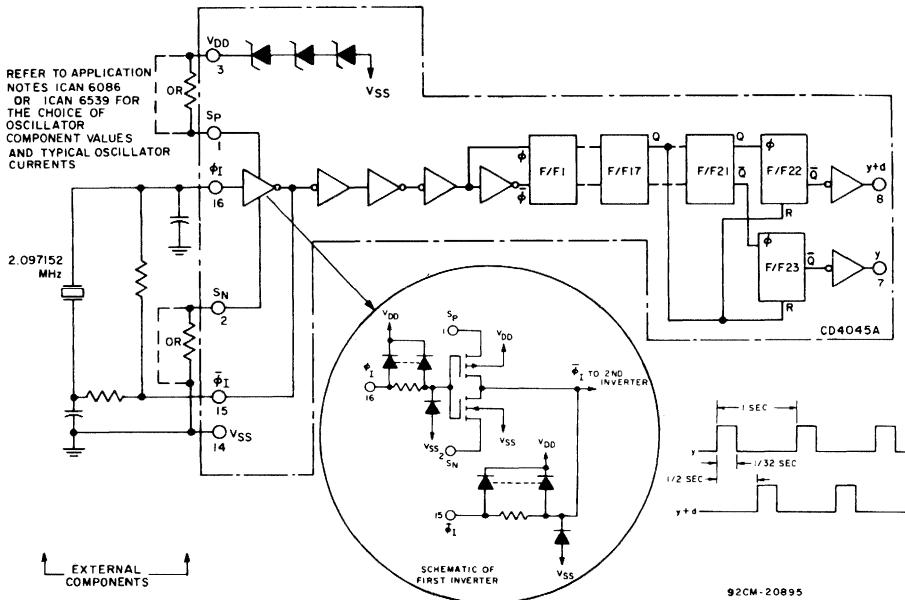 REFER TO APPLICATION
NOTES ICAN 6086
OR ICAN 6539 FOR
THE CHOICE OF
OSCILLATOR
COMPONENT VALUES
AND TYPICAL OSCILLATOR
CURRENTS
OR
VDD
3
VSS
SP
1
ϕI
16
2.097152
MHz
SN
2
OR
ϕ̅I
15
VSS
14
ϕ
ϕ̅
F/F1
F/F17
Q
F/F21
Q
Q̅
ϕ
F/F22
Q̅
R
y+d
8
ϕ
F/F23
Q̅
R
y
7
CD4045A
SP
1
VDD
VDD
ϕI
16
ϕ̅I TO 2ND
INVERTER
VSS
VSS
2
SN
VDD
15
ϕ̅I
VSS
SCHEMATIC OF
FIRST INVERTER
1 SEC
y
1/32 SEC
1/2 SEC
y+d
EXTERNAL
COMPONENTS
92CM-20895